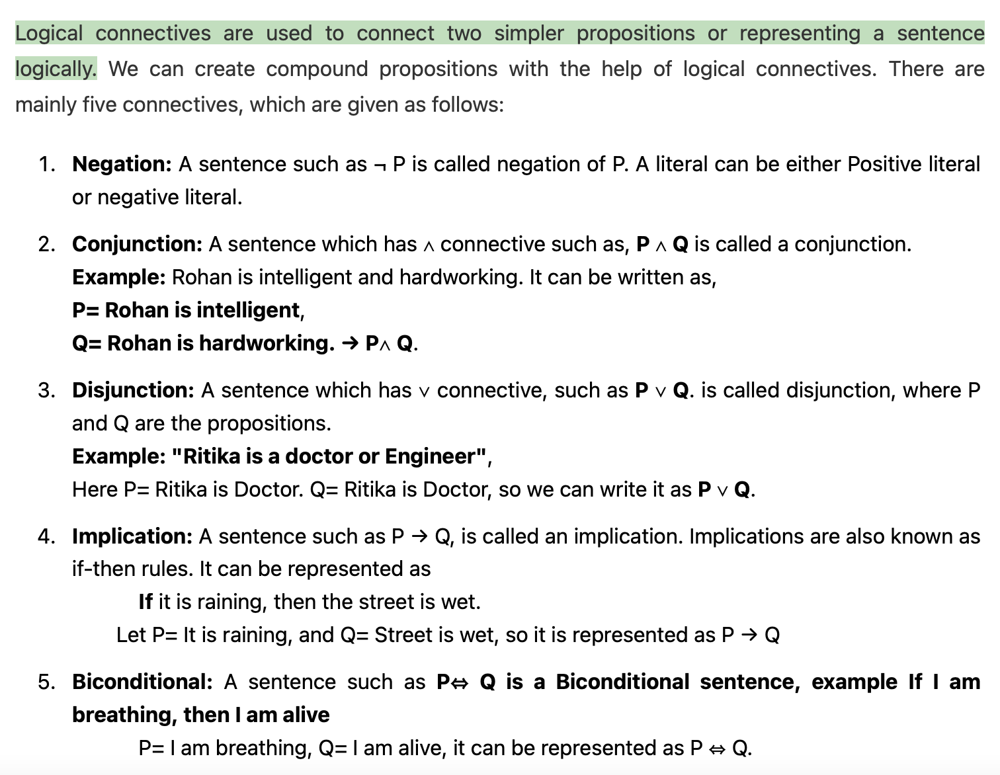 Logical connectives are used to connect two simpler propositions or representing a sentence
logically. We can create compound propositions with the help of logical connectives. There are
mainly five connectives, which are given as follows:
1. Negation: A sentence such as ¬ P is called negation of P. A literal can be either Positive literal
or negative literal.
2. Conjunction: A sentence which has ∧ connective such as, P ∧ Q is called a conjunction.
Example: Rohan is intelligent and hardworking. It can be written as,
P= Rohan is intelligent,
Q= Rohan is hardworking. → P∧ Q.
3. Disjunction: A sentence which has ∨ connective, such as P ∨ Q. is called disjunction, where P
and Q are the propositions.
Example: "Ritika is a doctor or Engineer",
Here P= Ritika is Doctor. Q= Ritika is Doctor, so we can write it as P ∨ Q.
4. Implication: A sentence such as P → Q, is called an implication. Implications are also known as
if-then rules. It can be represented as
If it is raining, then the street is wet.
Let P= It is raining, and Q= Street is wet, so it is represented as P → Q
5. Biconditional: A sentence such as P⇔ Q is a Biconditional sentence, example If I am
breathing, then I am alive
P= I am breathing, Q= I am alive, it can be represented as P ⇔ Q.